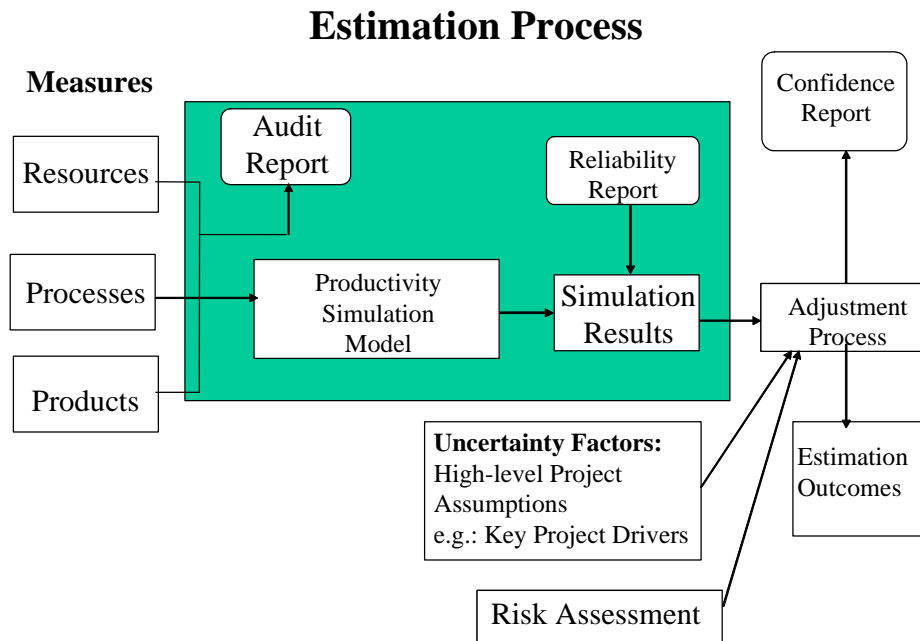 Estimation Process
Measures
Resources
Processes
Products
Audit
Report
Reliability
Report
Productivity
Simulation
Model
Simulation
Results
Confidence
Report
Adjustment
Process
Uncertainty Factors:
High-level Project
Assumptions
e.g.: Key Project Drivers
Estimation
Outcomes
Risk Assessment